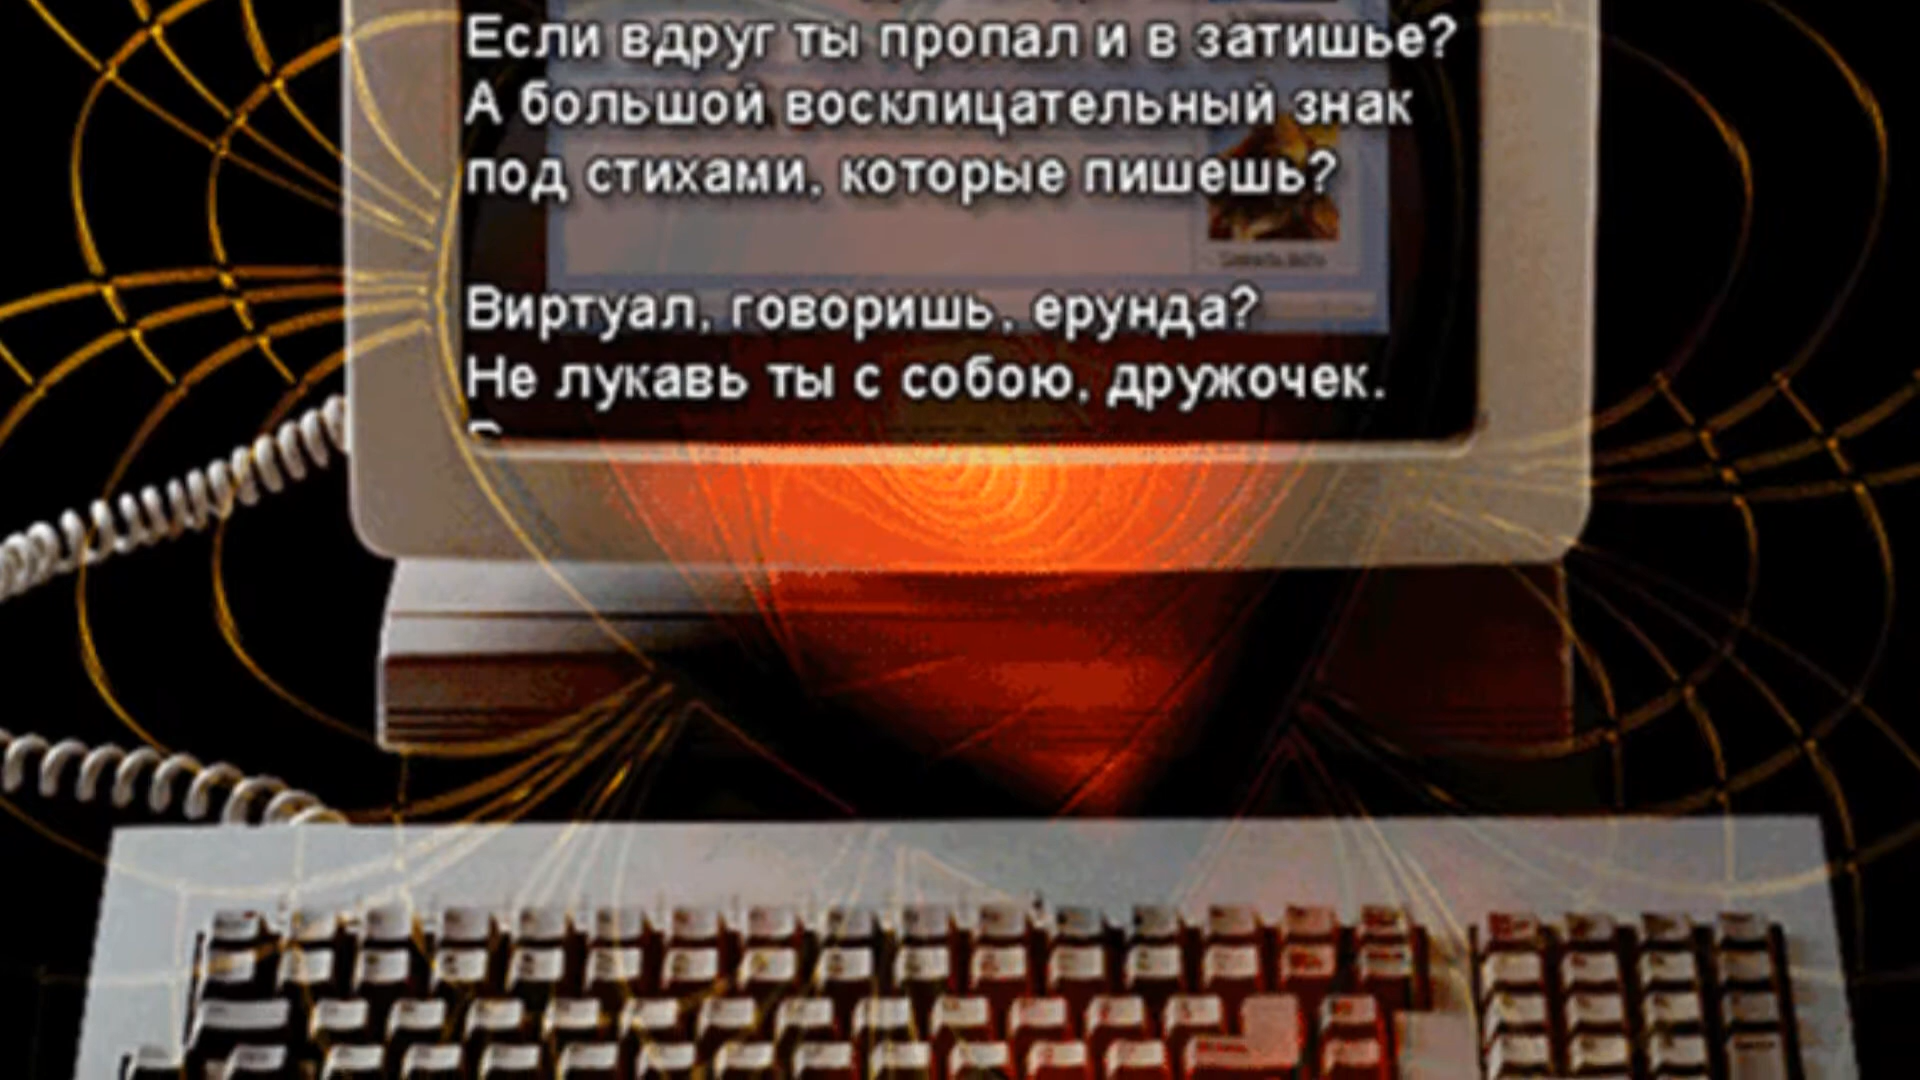 Если вдруг ты пропал и в затишье?
А большой восклицательный знак
под стихами, которые пишешь?
Виртуал, говоришь, ерунда?
Не лукавь ты с собою, дружочек.